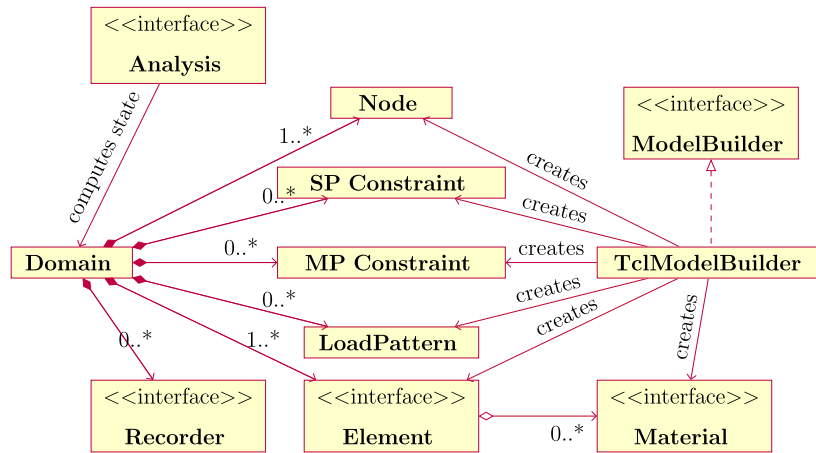 <<interface>>
Analysis
computes state
Node
<<interface>>
ModelBuilder
1..*
creates
SP Constraint
0..*
creates
Domain
0..*
MP Constraint
creates
TclModelBuilder
0..*
creates
LoadPattern
creates
creates
0..*
1..*
<<interface>>
Recorder
<<interface>>
Element
0..*
<<interface>>
Material